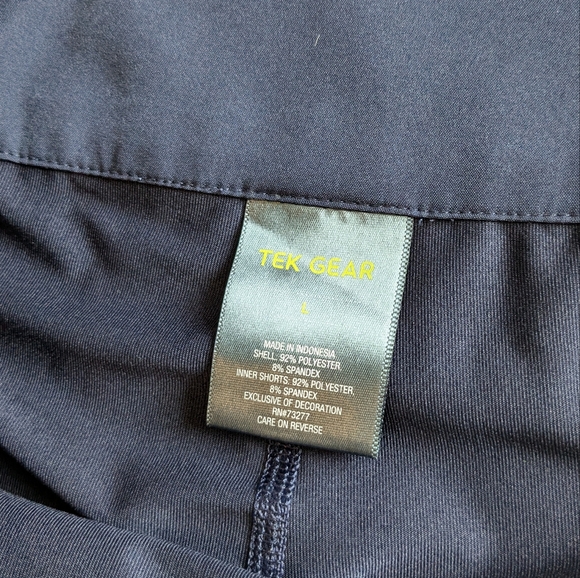 TEK GEAR
MADE IN INDONESIA
SHELL: 92% POLYESTER
8% SPANDEX
INNER SHORTS: 92% POLYESTER
8% SPANDEX
EXCLUSIVE OF DECORATION
RN#73277
CARE ON REVERSE